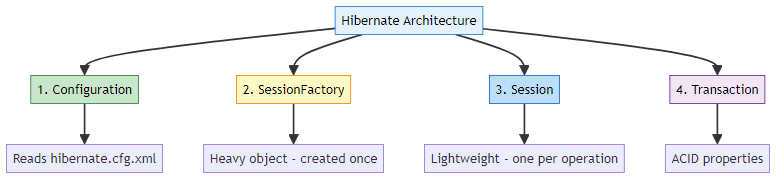 Hibernate Architecture
1. Configuration
2. SessionFactory
3. Session
4. Transaction
Reads hibernate.cfg.xml
Heavy object - created once
Lightweight - one per operation
ACID properties